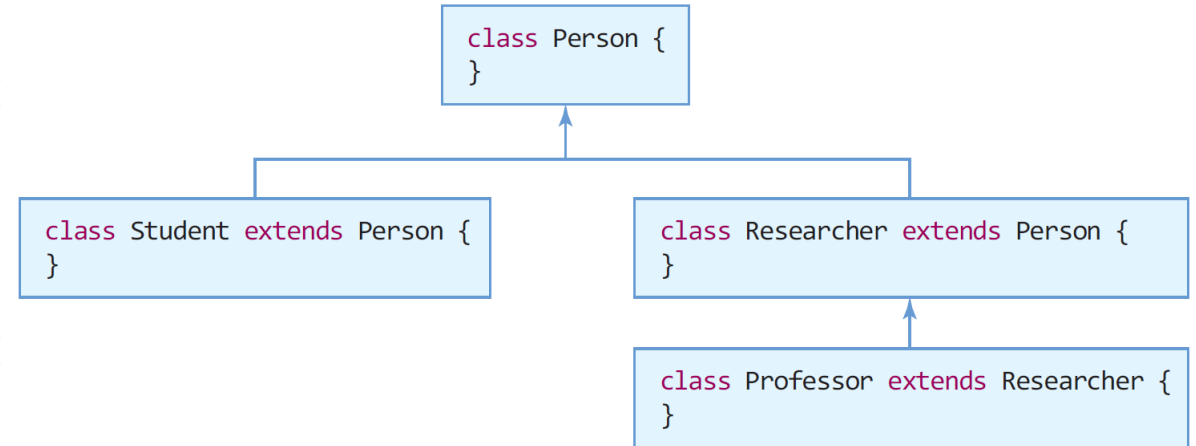 class Person {
}
class Student extends Person {
}
class Researcher extends Person {
}
class Professor extends Researcher {
}